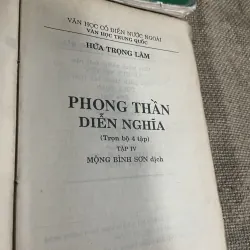 VĂN HỌC CỔ ĐIỂN NƯỚC NGOÀI
VĂN HỌC TRUNG QUỐC
HỨA TRỌNG LÂM
PHONG THẦN
DIỄN NGHĨA
(Trọn bộ 4 tập)
TẬP IV
MỘNG BÌNH SƠN dịch